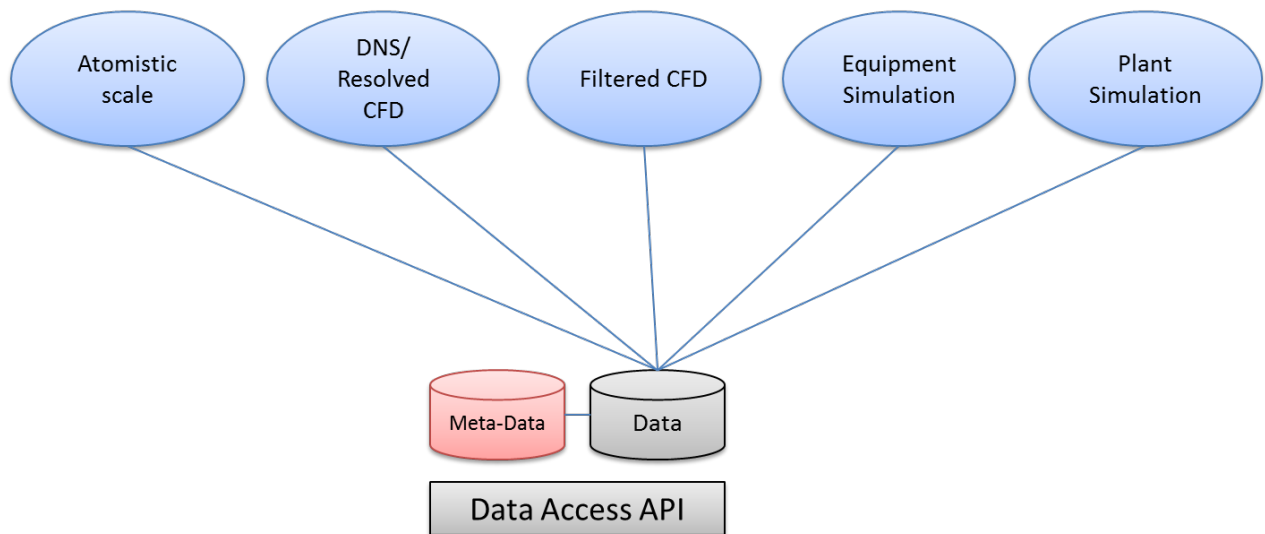 Atomistic
scale
DNS/
Resolved
CFD
Filtered CFD
Equipment
Simulation
Plant
Simulation
Meta-Data
Data
Data Access API